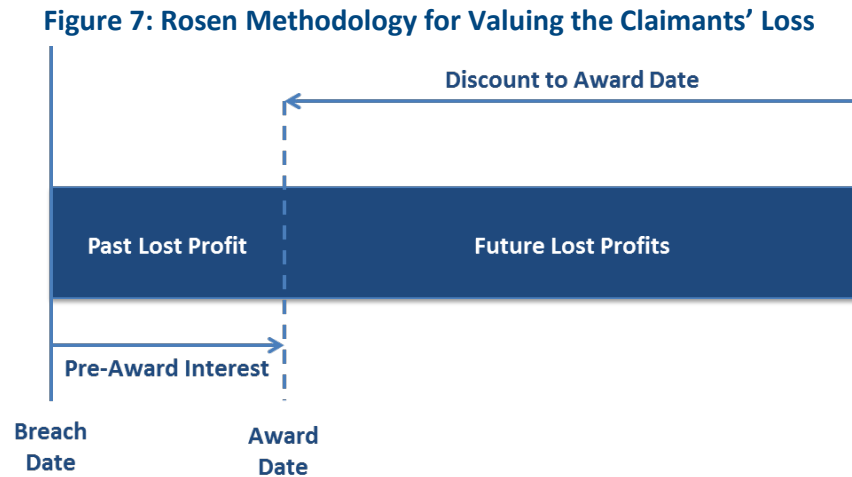 Figure 7: Rosen Methodology for Valuing the Claimants’ Loss
Discount to Award Date
Past Lost Profit
Future Lost Profits
Pre-Award Interest
Breach
Date
Award
Date